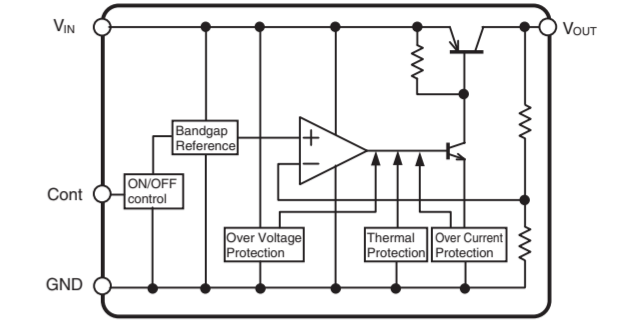 VIN
VOUT
Bandgap
Reference
+
−
Cont
ON/OFF
control
Over Voltage
Protection
Thermal
Protection
Over Current
Protection
GND